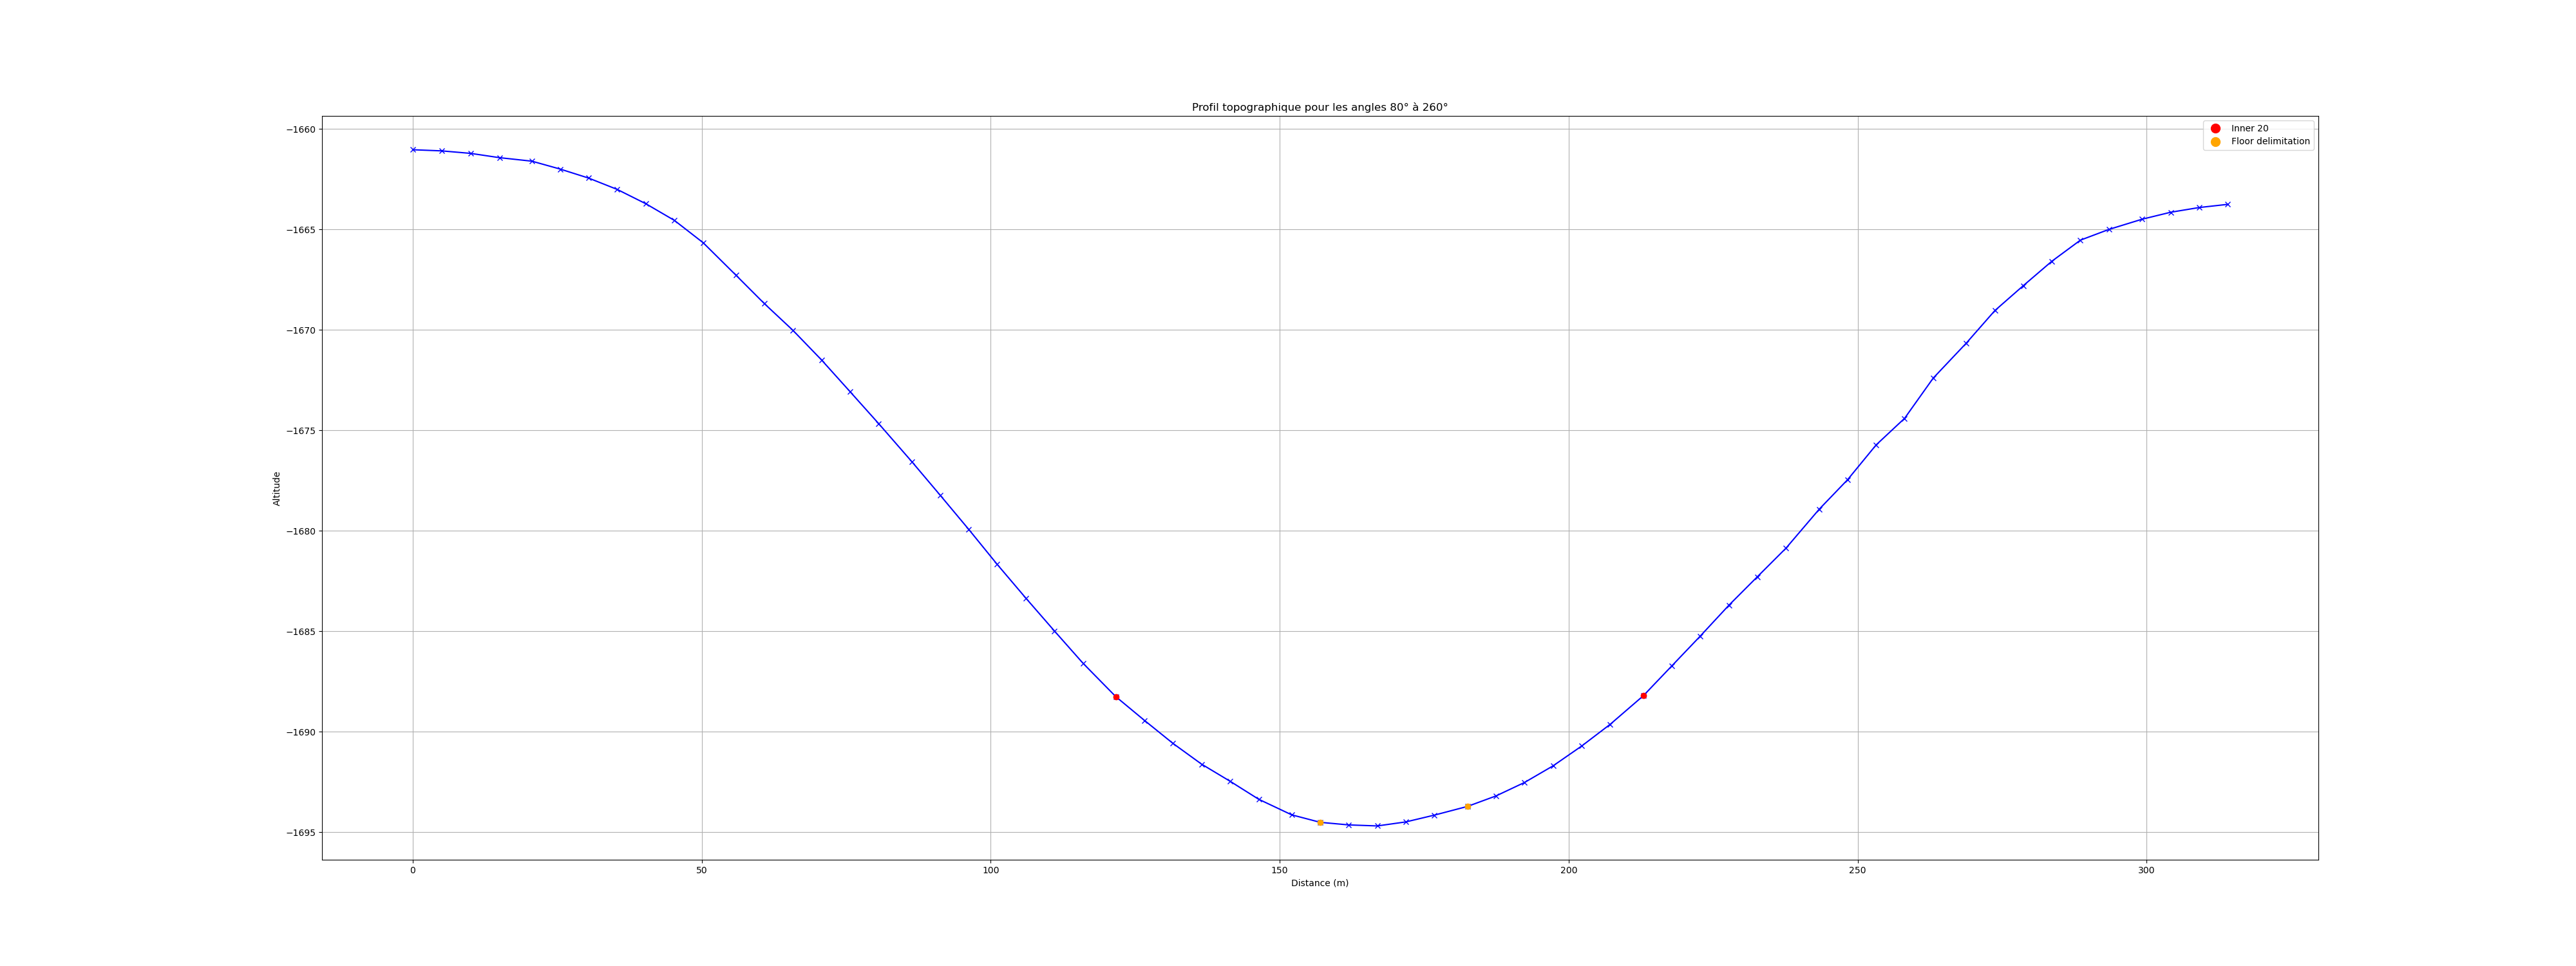 Profil topographique pour les angles 80° à 260°
Inner 20
Floor delimitation
−1660
−1665
−1670
−1675
−1680
−1685
−1690
−1695
Altitude
0 50 100 150 200 250 300
Distance (m)